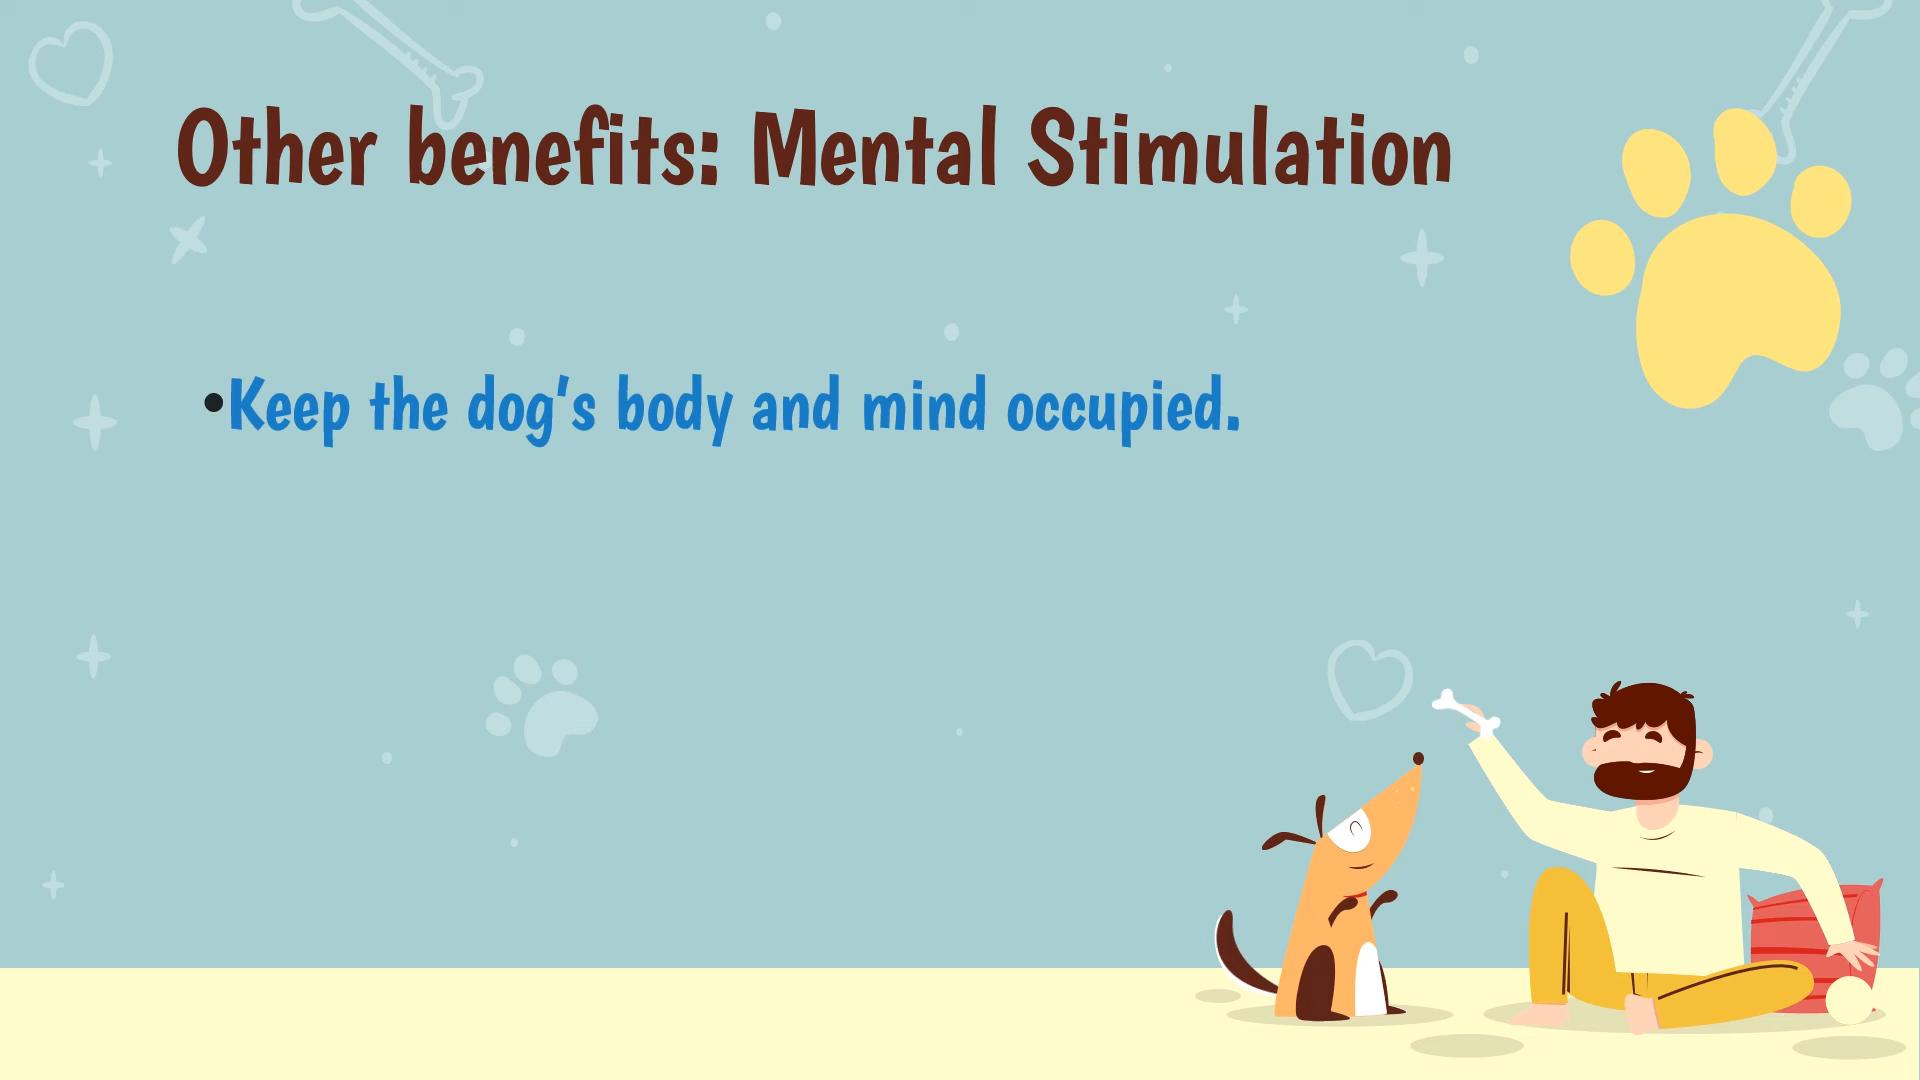 Other benefits: Mental Stimulation
•Keep the dog's body and mind occupied.